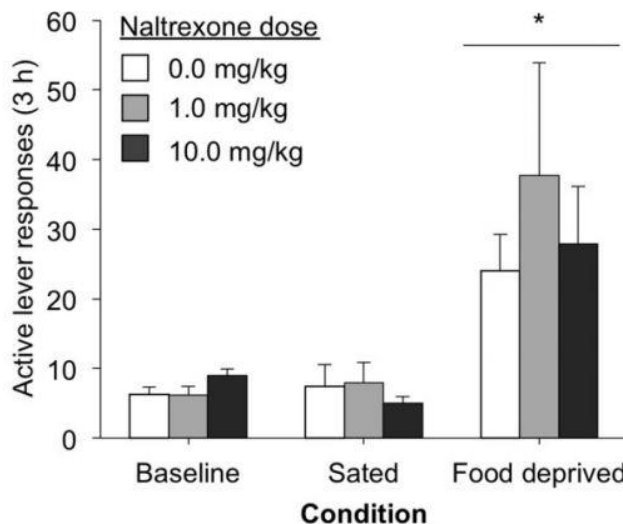 Active lever responses (3 h)
60
50
40
30
20
10
0
Naltrexone dose
0.0 mg/kg
1.0 mg/kg
10.0 mg/kg
*
Baseline
Sated
Food deprived
Condition